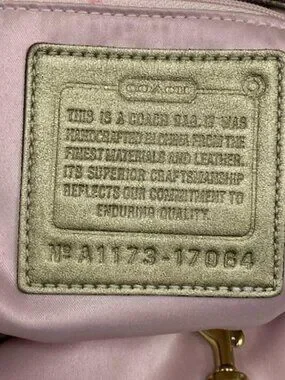 COACH
THIS IS A COACH BAG. IT WAS
HANDCRAFTED IN CHINA FROM THE
FINEST MATERIALS AND LEATHER.
ITS SUPERIOR CRAFTSMANSHIP
REFLECTS OUR COMMITMENT TO
ENDURING QUALITY.
Nº A1173-17064